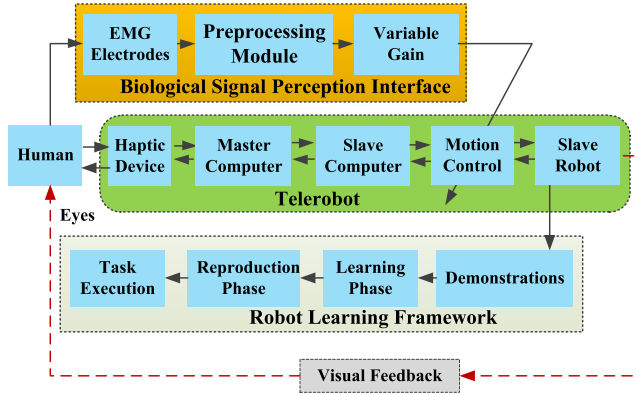 EMG
Electrodes
Preprocessing
Module
Variable
Gain
Biological Signal Perception Interface
Human
Haptic
Device
Master
Computer
Slave
Computer
Motion
Control
Slave
Robot
Telerobot
Eyes
Task
Execution
Reproduction
Phase
Learning
Phase
Demonstrations
Robot Learning Framework
Visual Feedback